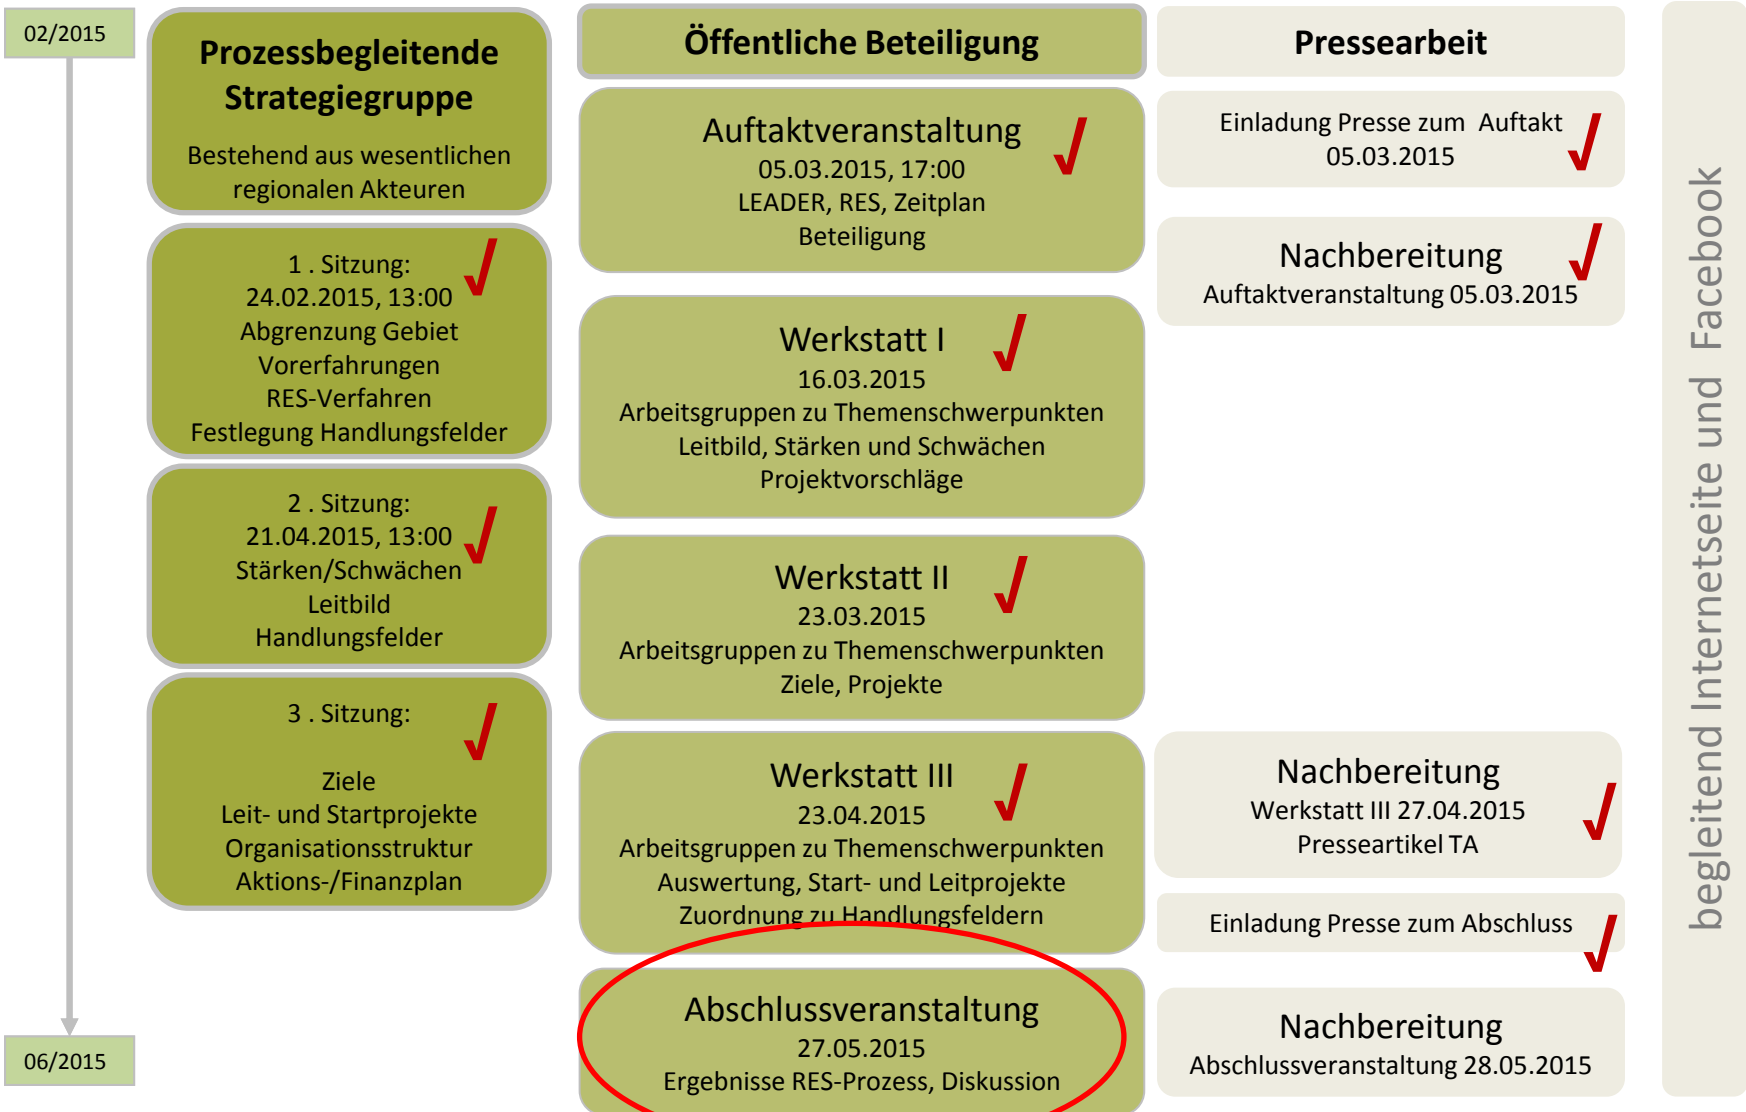 02/2015
06/2015
Prozessbegleitende
Strategiegruppe
Bestehend aus wesentlichen
regionalen Akteuren
1 . Sitzung:
24.02.2015, 13:00
Abgrenzung Gebiet
Vorerfahrungen
RES-Verfahren
Festlegung Handlungsfelder
2 . Sitzung:
21.04.2015, 13:00
Stärken/Schwächen
Leitbild
Handlungsfelder
3 . Sitzung:
Ziele
Leit- und Startprojekte
Organisationsstruktur
Aktions-/Finanzplan
Öffentliche Beteiligung
Auftaktveranstaltung
05.03.2015, 17:00
LEADER, RES, Zeitplan
Beteiligung
Werkstatt I
16.03.2015
Arbeitsgruppen zu Themenschwerpunkten
Leitbild, Stärken und Schwächen
Projektvorschläge
Werkstatt II
23.03.2015
Arbeitsgruppen zu Themenschwerpunkten
Ziele, Projekte
Werkstatt III
23.04.2015
Arbeitsgruppen zu Themenschwerpunkten
Auswertung, Start- und Leitprojekte
Zuordnung zu Handlungsfeldern
Abschlussveranstaltung
27.05.2015
Ergebnisse RES-Prozess, Diskussion
Pressearbeit
Einladung Presse zum Auftakt
05.03.2015
Nachbereitung
Auftaktveranstaltung 05.03.2015
Nachbereitung
Werkstatt III 27.04.2015
Presseartikel TA
Einladung Presse zum Abschluss
Nachbereitung
Abschlussveranstaltung 28.05.2015
begleitend Internetseite und Facebook